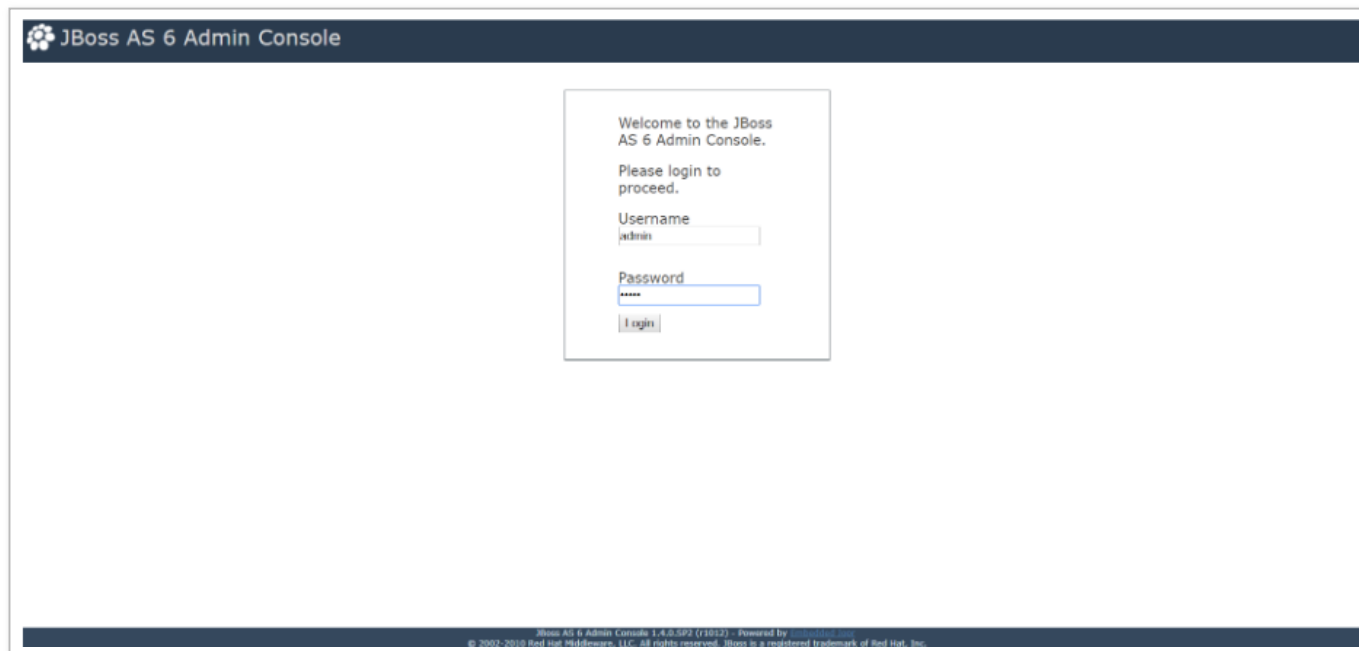 JBoss AS 6 Admin Console
Welcome to the JBoss
AS 6 Admin Console.
Please login to
proceed.
Username
admin
Password
•••••
Login
JBoss AS 6 Admin Console 1.4.0.SP2 (r1012) - Powered by Embedded Jopr
© 2002-2010 Red Hat Middleware, LLC. All rights reserved. JBoss is a registered trademark of Red Hat, Inc.